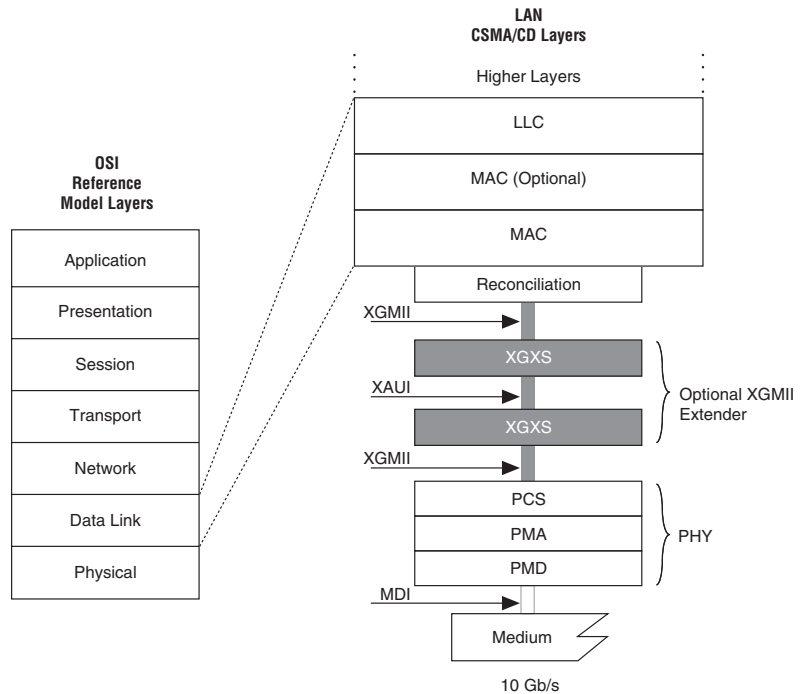 LAN
CSMA/CD Layers
Higher Layers
LLC
MAC (Optional)
MAC
Reconciliation
OSI
Reference
Model Layers
Application
Presentation
Session
Transport
Network
Data Link
Physical
XGMII
XGXS
XAUI
XGXS
Optional XGMII
Extender
XGMII
PCS
PMA
PMD
PHY
MDI
Medium
10 Gb/s